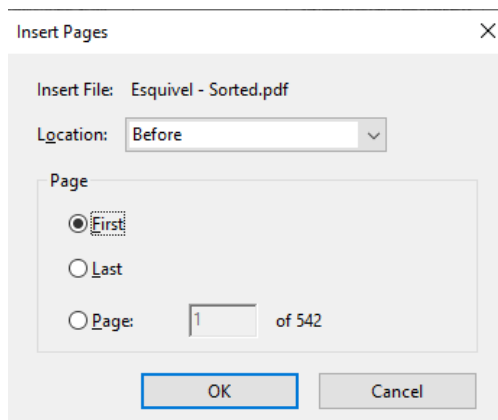 Insert Pages
Insert File: Esquivel - Sorted.pdf
Location: Before
Page
First
Last
Page: 1 of 542
OK Cancel